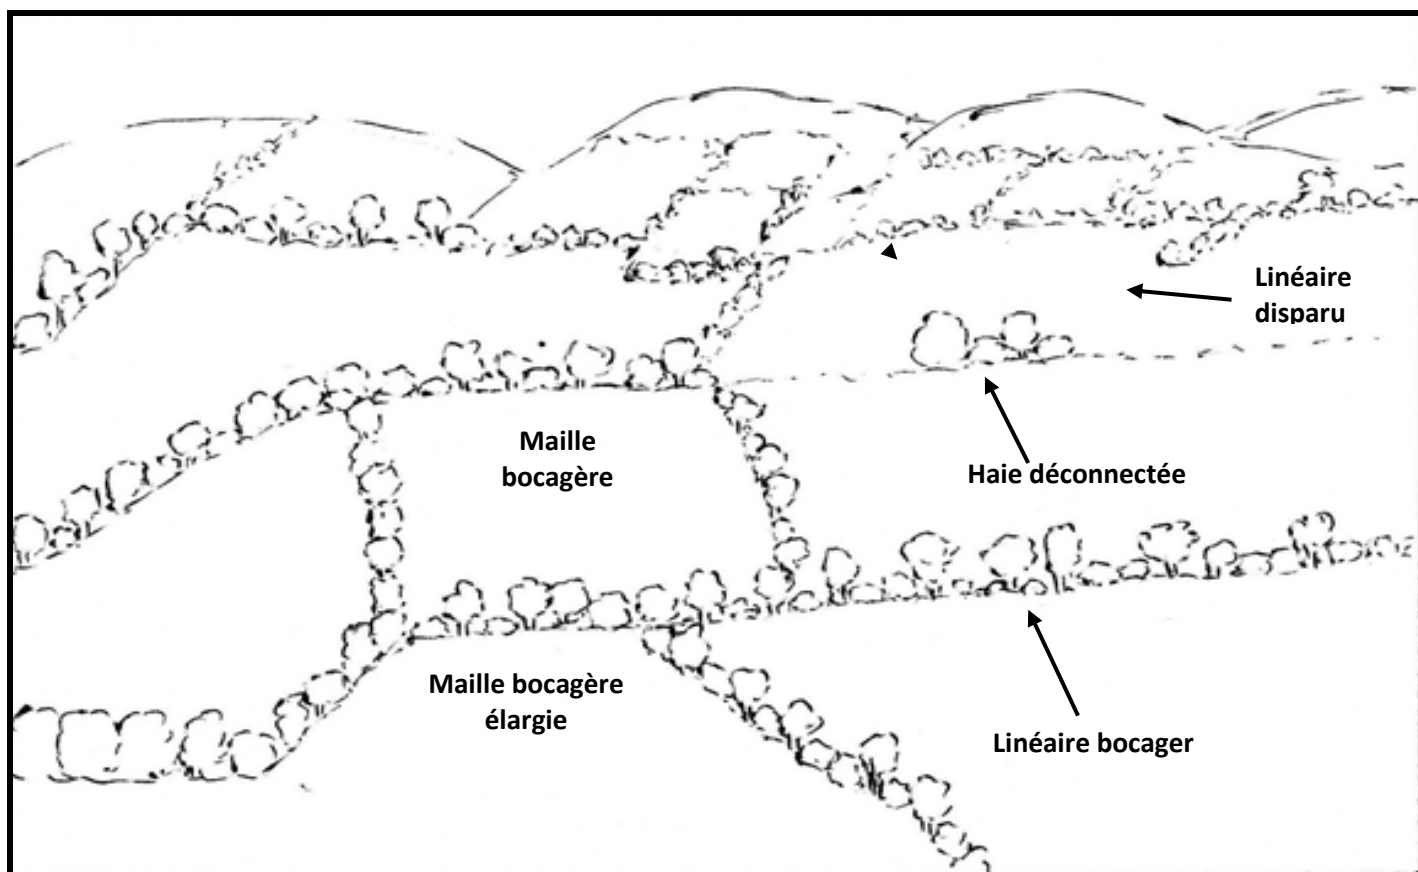 Linéaire
disparu
Maille
bocagère
Haie déconnectée
Maille bocagère
élargie
Linéaire bocager